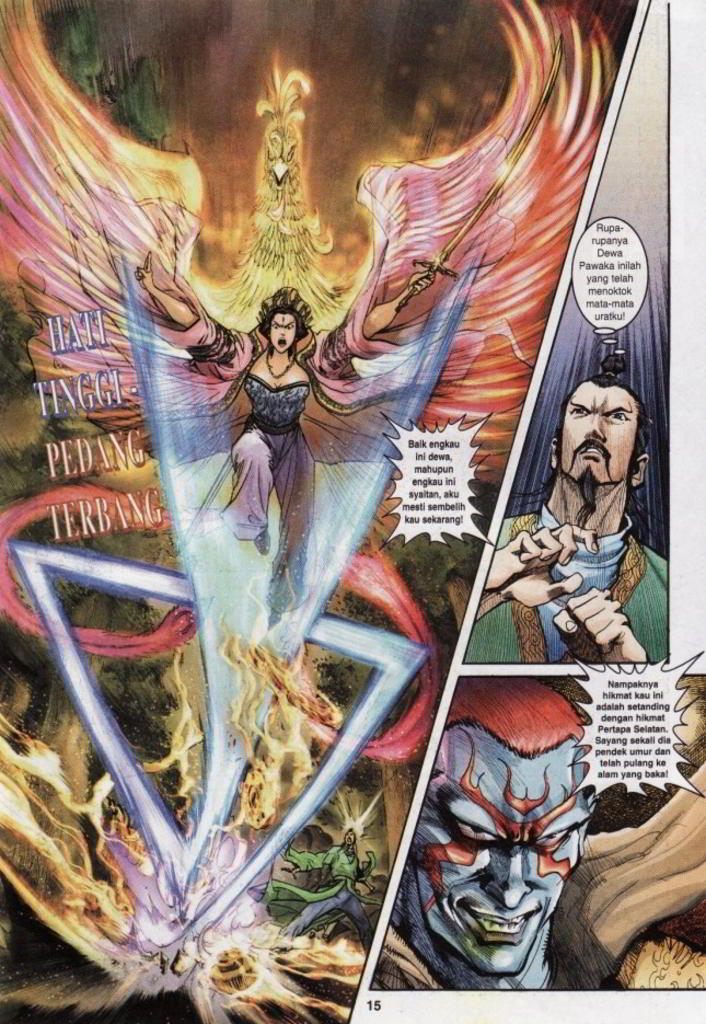 HATI
TINGGI -
PEDANG
TERBANG
Baik engkau
ini dewa,
mahupun
engkau ini
syaitan, aku
mesti sembelih
kau sekarang!
Rupa-
rupanya
Dewa
Pawaka inilah
yang telah
menoktok
mata-mata
uratku!
Nampaknya
hikmat kau ini
adalah setanding
dengan hikmat
Pertapa Selatan.
Sayang sekali dia
pendek umur dan
telah pulang ke
alam yang baka!
15